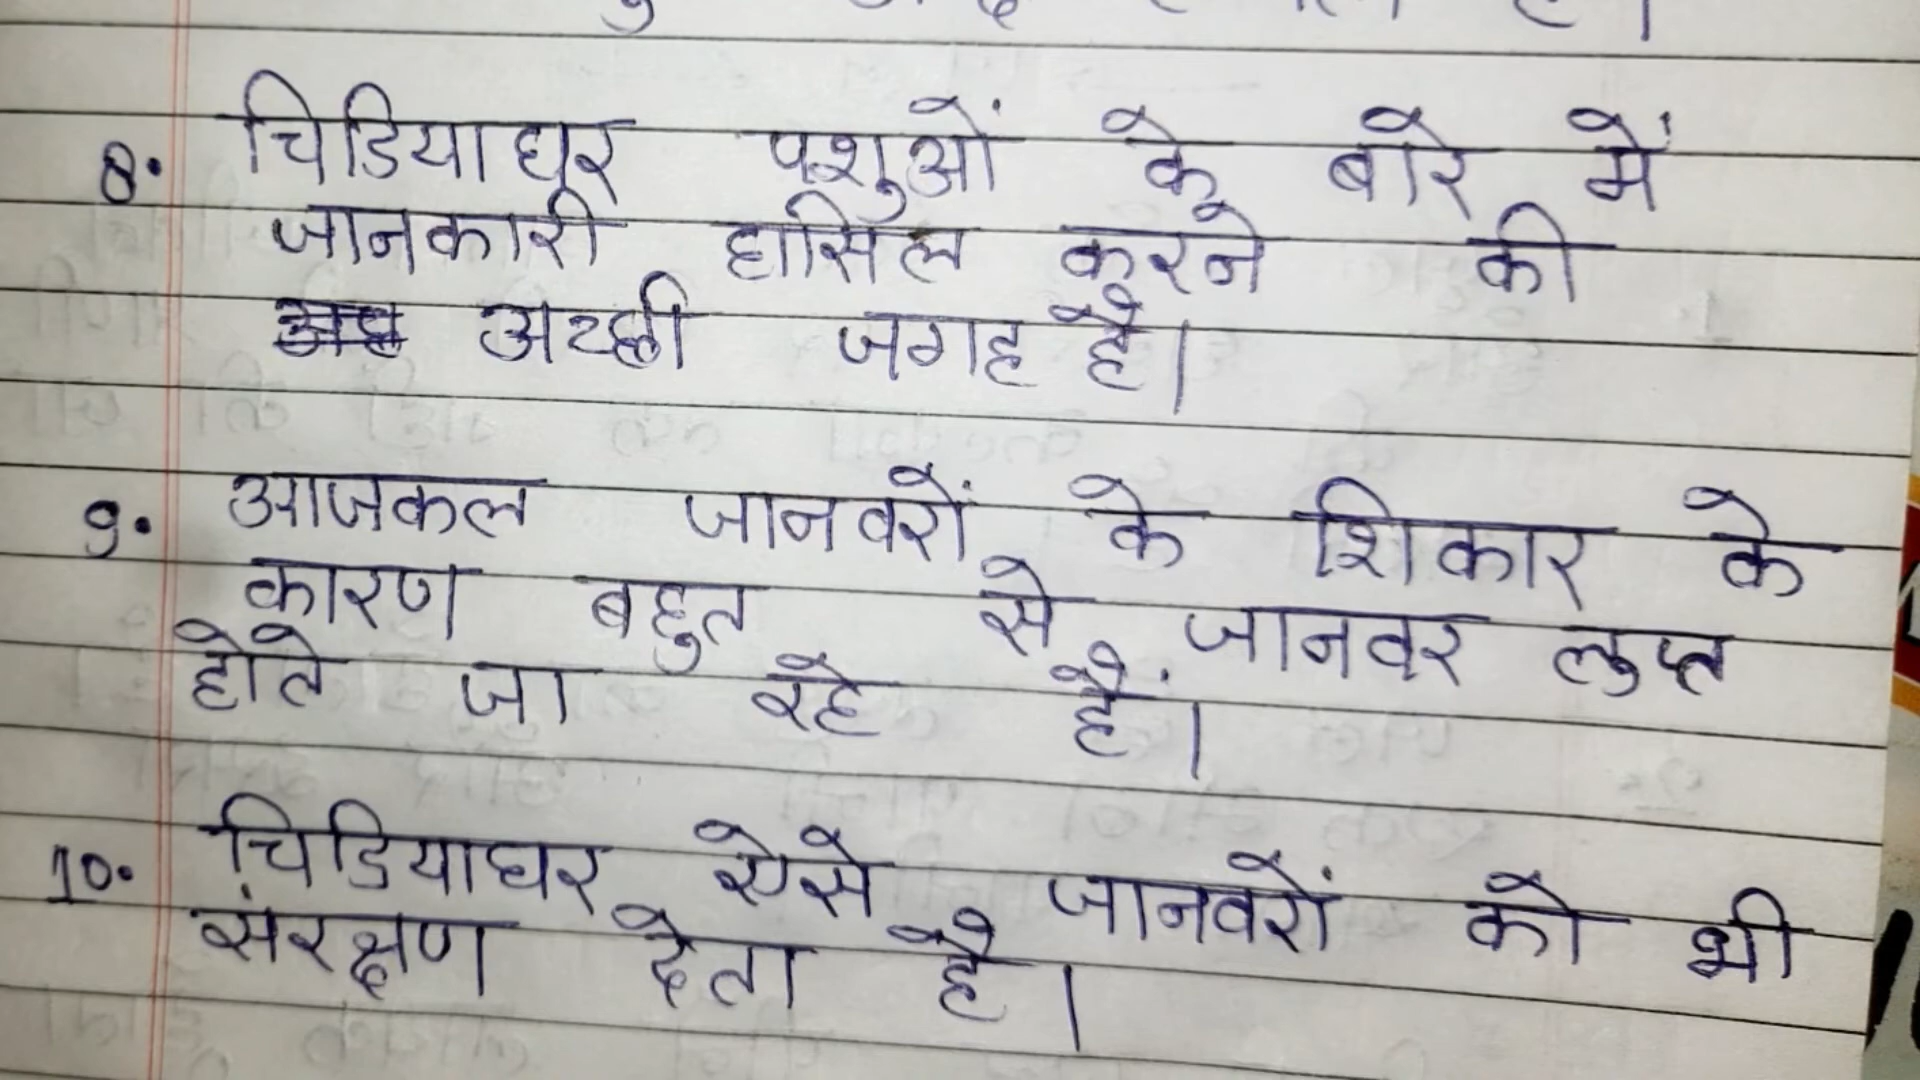 8. चिडियाघर पशुओं के बारे में
जानकारी हासिल करने की
अच्छी जगह है।
9. आजकल जानवरों के शिकार के
कारण बहुत से जानवर लुप्त
होते जा रहे हैं।
10. चिडियाघर ऐसे जानवरों को भी
संरक्षण देता है।